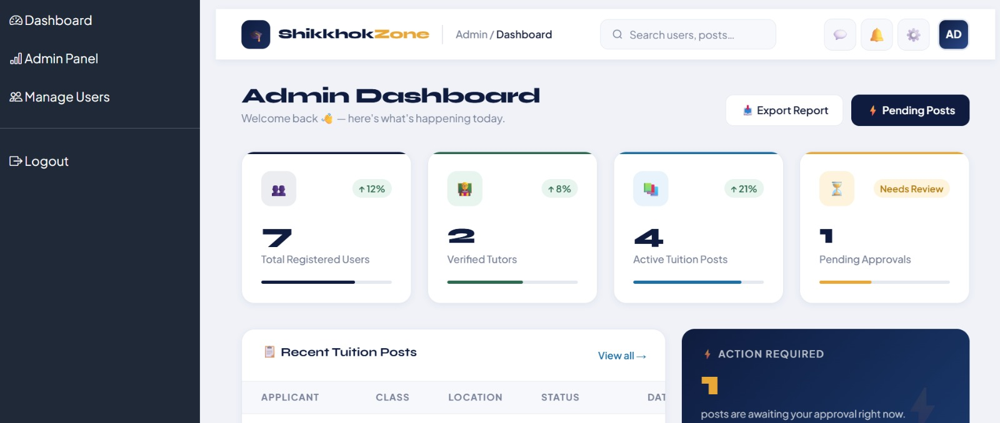 Dashboard
Admin Panel
Manage Users
Logout
ShikkhokZone
Admin / Dashboard
Search users, posts...
AD
Admin Dashboard
Welcome back 👋 — here's what's happening today.
Export Report
Pending Posts
↑ 12%
7
Total Registered Users
↑ 8%
2
Verified Tutors
↑ 21%
4
Active Tuition Posts
Needs Review
1
Pending Approvals
Recent Tuition Posts
View all →
APPLICANT CLASS LOCATION STATUS DAT
ACTION REQUIRED
1
posts are awaiting your approval right now.